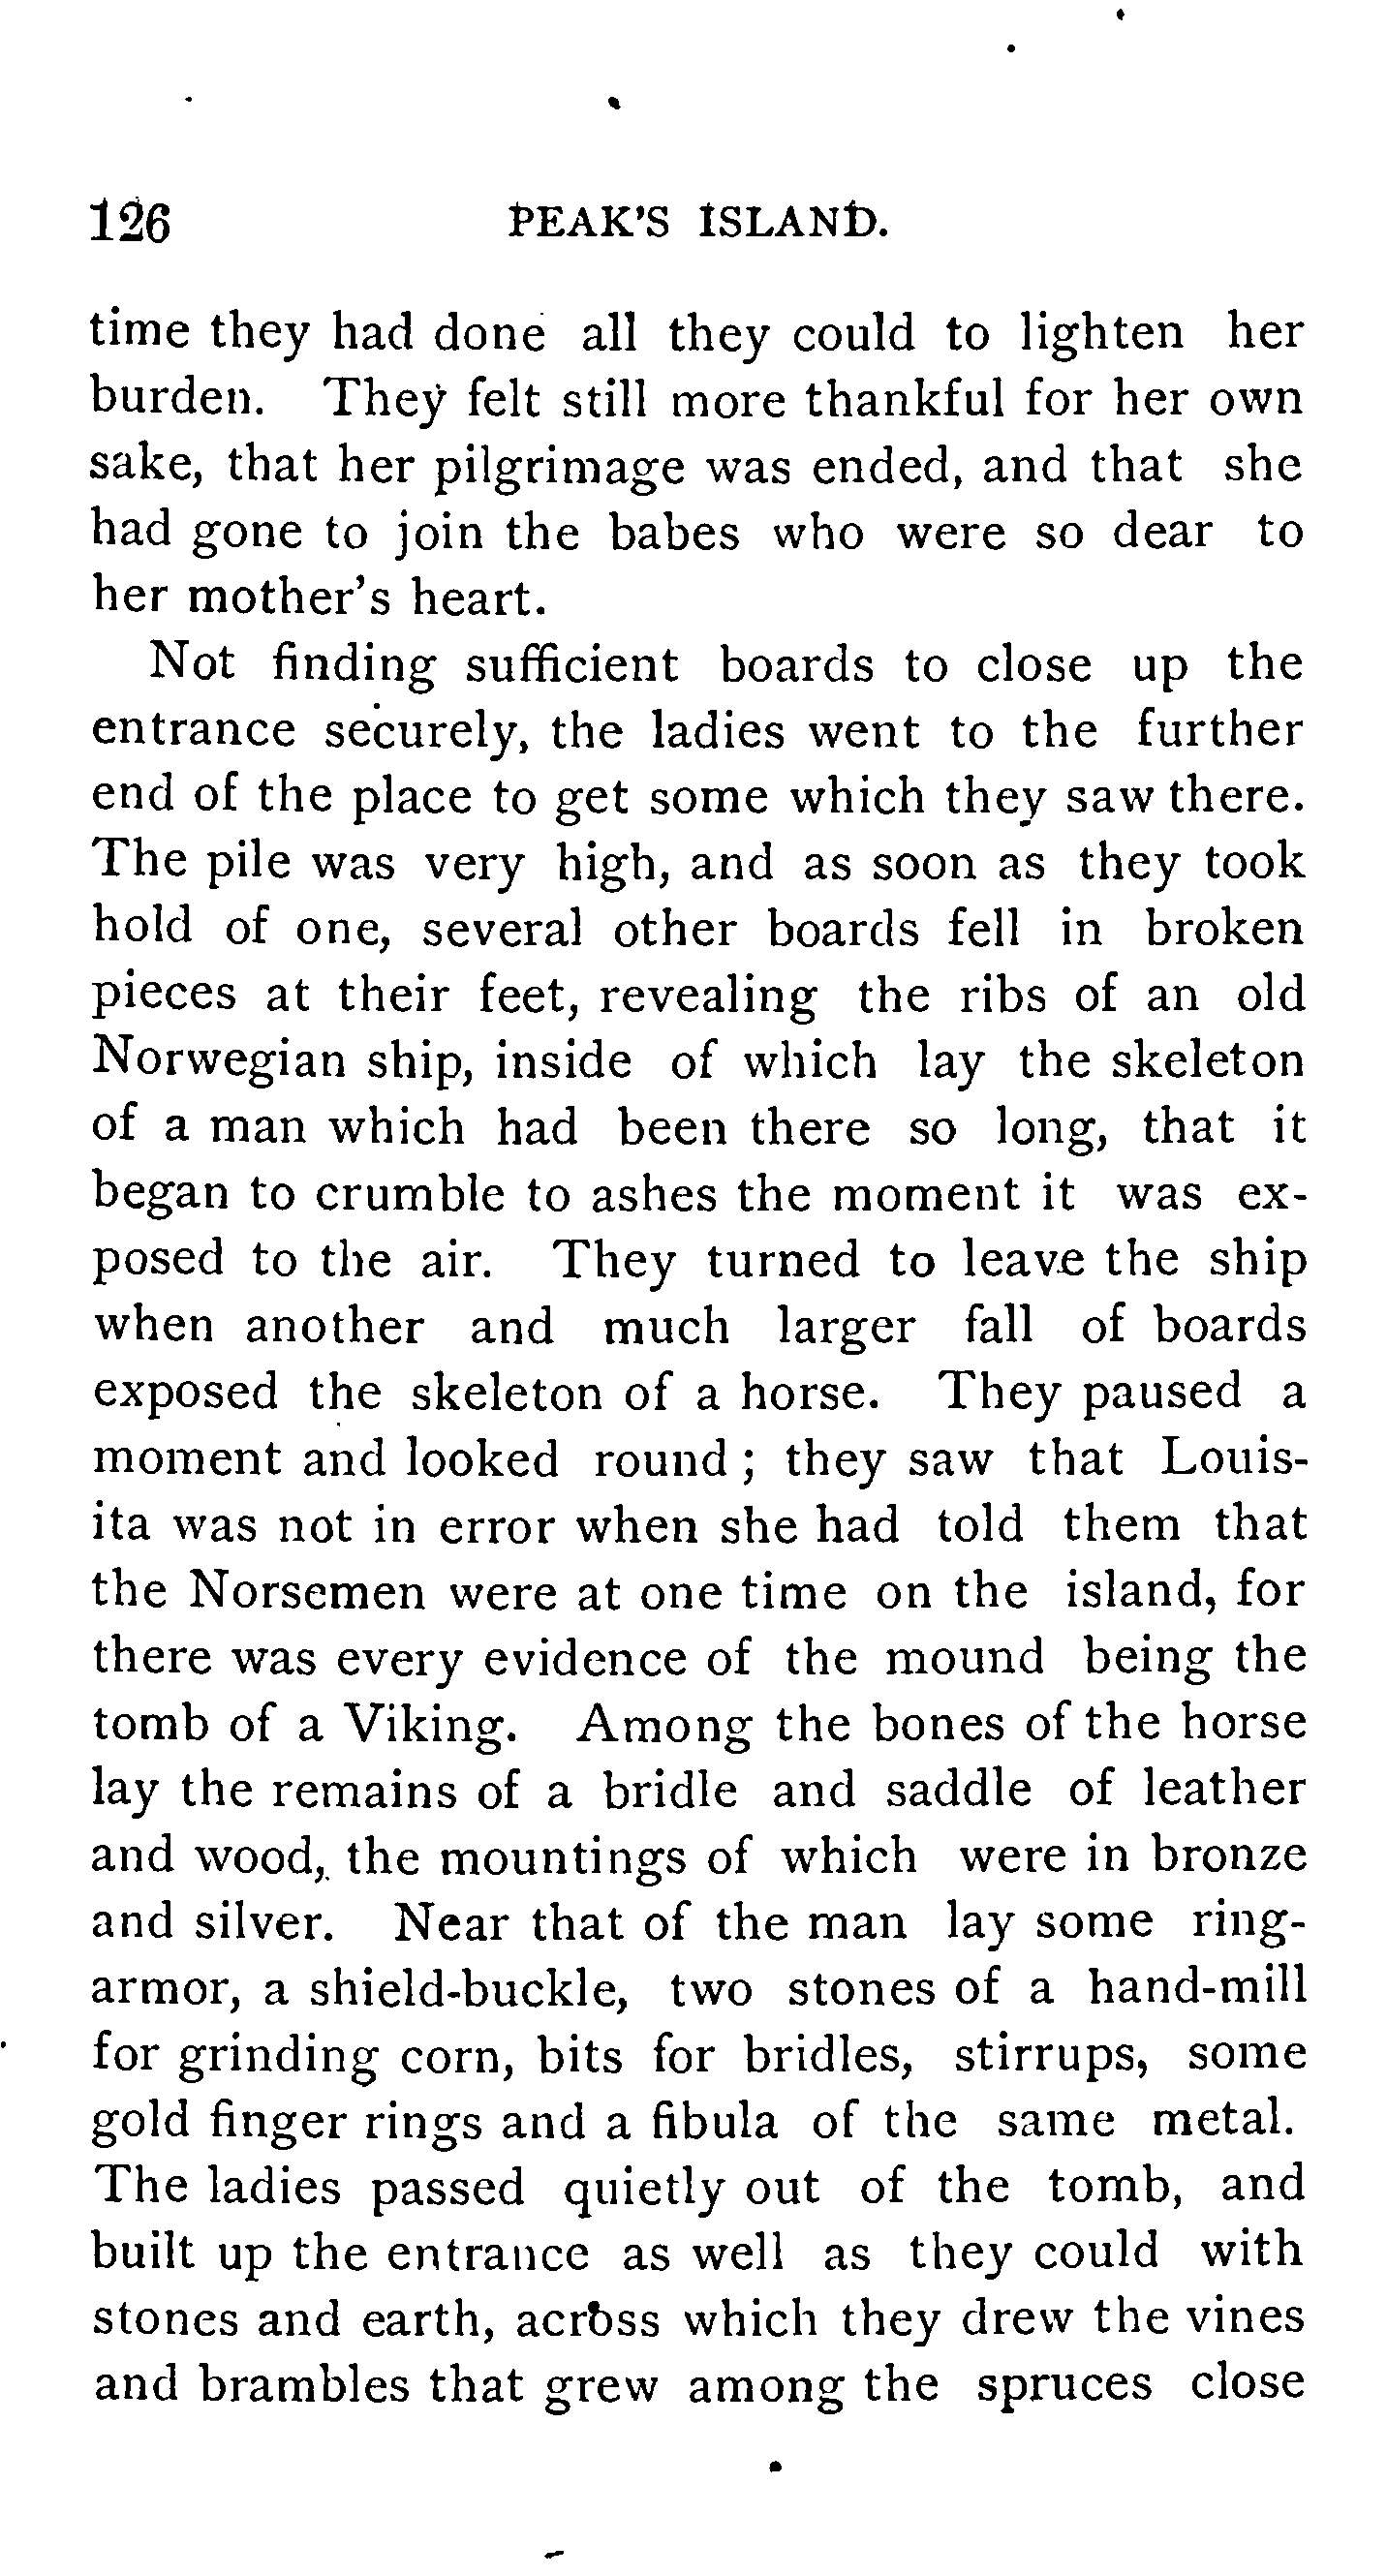 126 PEAK'S ISLAND.
time they had done all they could to lighten her
burden. They felt still more thankful for her own
sake, that her pilgrimage was ended, and that she
had gone to join the babes who were so dear to
her mother's heart.
Not finding sufficient boards to close up the
entrance securely, the ladies went to the further
end of the place to get some which they saw there.
The pile was very high, and as soon as they took
hold of one, several other boards fell in broken
pieces at their feet, revealing the ribs of an old
Norwegian ship, inside of which lay the skeleton
of a man which had been there so long, that it
began to crumble to ashes the moment it was ex-
posed to the air. They turned to leave the ship
when another and much larger fall of boards
exposed the skeleton of a horse. They paused a
moment and looked round ; they saw that Louis-
ita was not in error when she had told them that
the Norsemen were at one time on the island, for
there was every evidence of the mound being the
tomb of a Viking. Among the bones of the horse
lay the remains of a bridle and saddle of leather
and wood, the mountings of which were in bronze
and silver. Near that of the man lay some ring-
armor, a shield-buckle, two stones of a hand-mill
for grinding corn, bits for bridles, stirrups, some
gold finger rings and a fibula of the same metal.
The ladies passed quietly out of the tomb, and
built up the entrance as well as they could with
stones and earth, across which they drew the vines
and brambles that grew among the spruces close